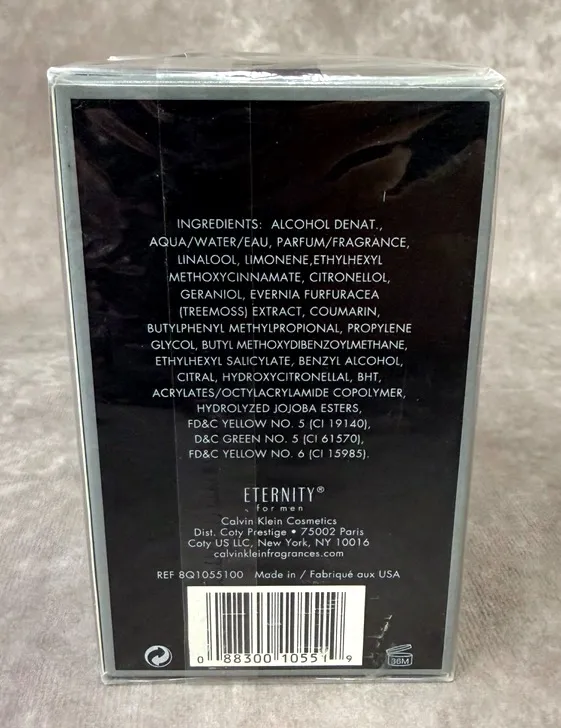 INGREDIENTS: ALCOHOL DENAT.,
AQUA/WATER/EAU, PARFUM/FRAGRANCE,
LINALOOL, LIMONENE,ETHYLHEXYL
METHOXYCINNAMATE, CITRONELLOL,
GERANIOL, EVERNIA FURFURACEA
(TREEMOSS) EXTRACT, COUMARIN,
BUTYLPHENYL METHYLPROPIONAL, PROPYLENE
GLYCOL, BUTYL METHOXYDIBENZOYLMETHANE,
ETHYLHEXYL SALICYLATE, BENZYL ALCOHOL,
CITRAL, HYDROXYCITRONELLAL, BHT,
ACRYLATES/OCTYLACRYLAMIDE COPOLYMER,
HYDROLYZED JOJOBA ESTERS,
FD&C YELLOW NO. 5 (CI 19140),
D&C GREEN NO. 5 (CI 61570),
FD&C YELLOW NO. 6 (CI 15985).
ETERNITY®
for men
Calvin Klein Cosmetics
Dist. Coty Prestige • 75002 Paris
Coty US LLC, New York, NY 10016
calvinkleinfragrances.com
REF 8Q1055100 Made in / Fabriqué aux USA
0 88300 10551 9
36M